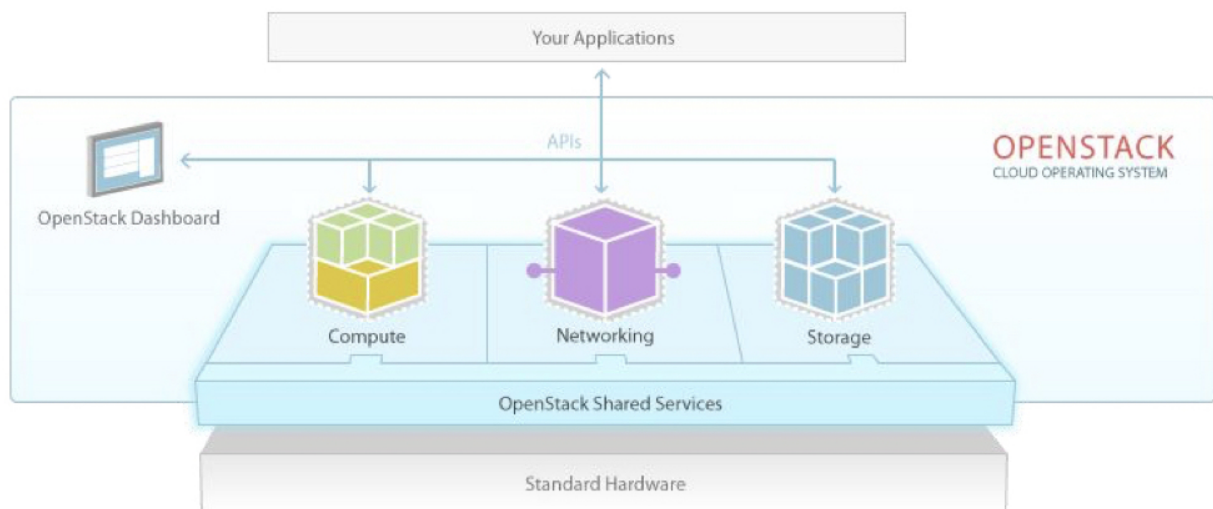 Your Applications
APIs
OPENSTACK
CLOUD OPERATING SYSTEM
OpenStack Dashboard
Compute
Networking
Storage
OpenStack Shared Services
Standard Hardware